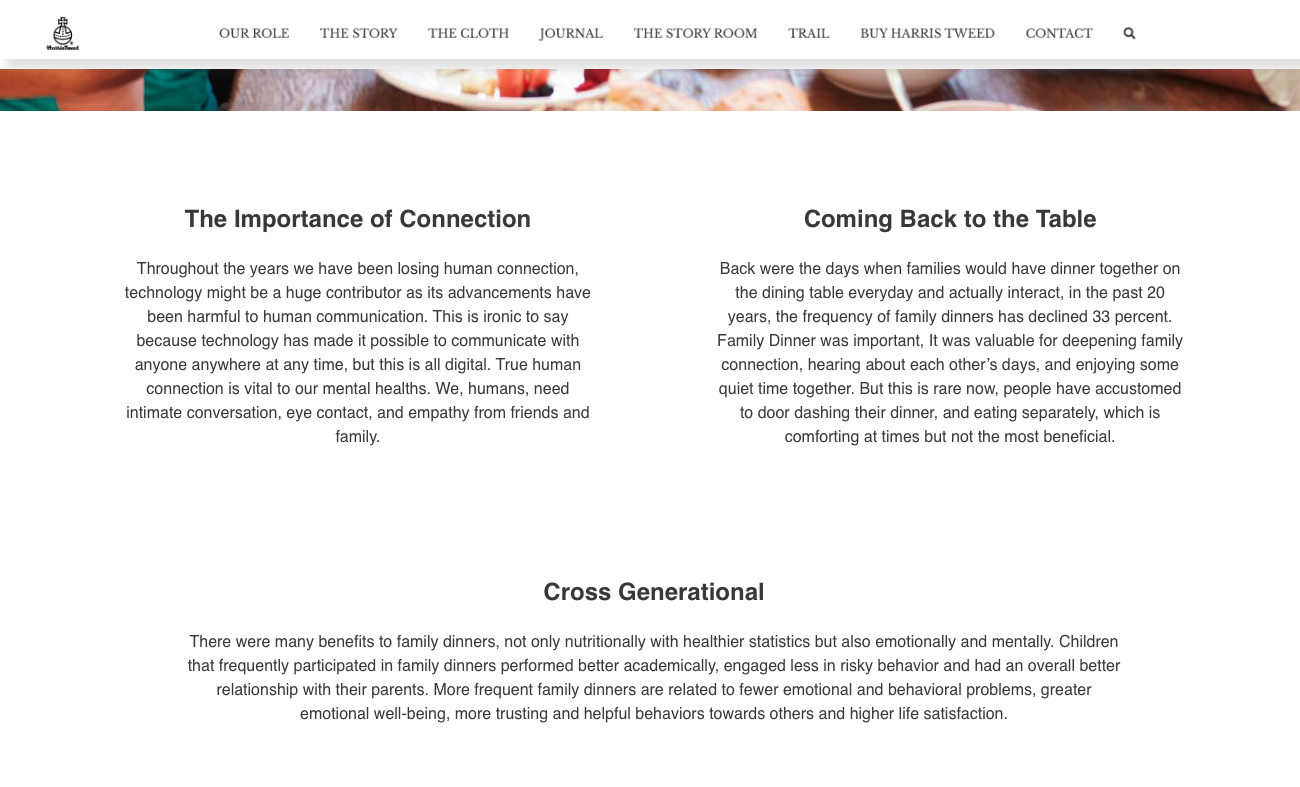 Harris Tweed
OUR ROLE THE STORY THE CLOTH JOURNAL THE STORY ROOM TRAIL BUY HARRIS TWEED CONTACT
The Importance of Connection
Throughout the years we have been losing human connection,
technology might be a huge contributor as its advancements have
been harmful to human communication. This is ironic to say
because technology has made it possible to communicate with
anyone anywhere at any time, but this is all digital. True human
connection is vital to our mental healths. We, humans, need
intimate conversation, eye contact, and empathy from friends and
family.
Coming Back to the Table
Back were the days when families would have dinner together on
the dining table everyday and actually interact, in the past 20
years, the frequency of family dinners has declined 33 percent.
Family Dinner was important, It was valuable for deepening family
connection, hearing about each other’s days, and enjoying some
quiet time together. But this is rare now, people have accustomed
to door dashing their dinner, and eating separately, which is
comforting at times but not the most beneficial.
Cross Generational
There were many benefits to family dinners, not only nutritionally with healthier statistics but also emotionally and mentally. Children
that frequently participated in family dinners performed better academically, engaged less in risky behavior and had an overall better
relationship with their parents. More frequent family dinners are related to fewer emotional and behavioral problems, greater
emotional well-being, more trusting and helpful behaviors towards others and higher life satisfaction.